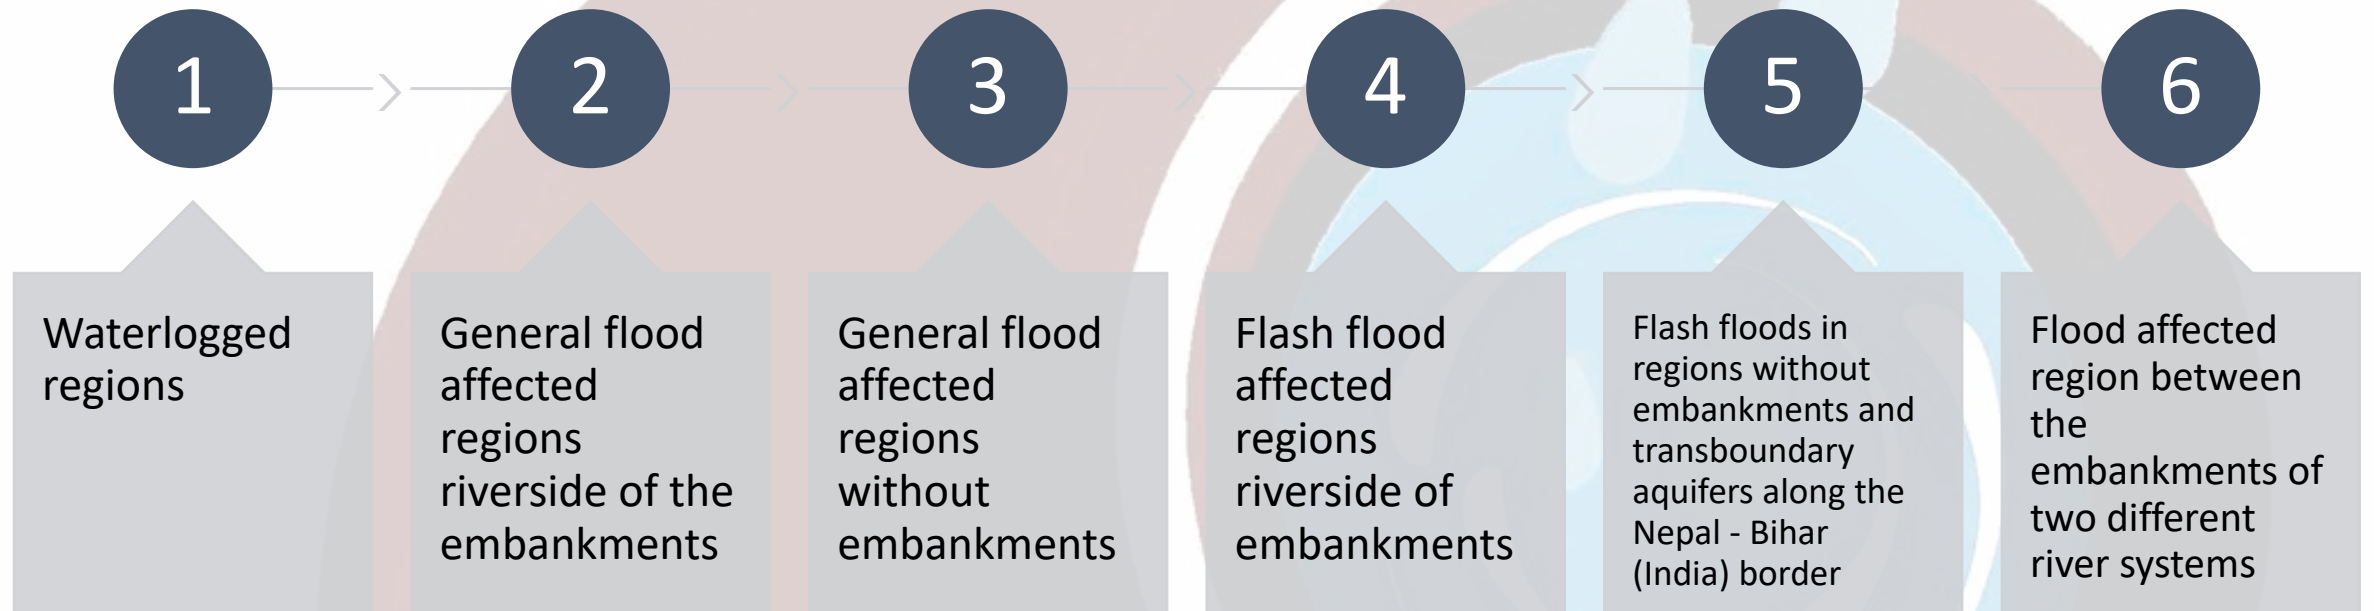 1
Waterlogged
regions
2
General flood
affected
regions
riverside of the
embankments
3
General flood
affected
regions
without
embankments
4
Flash flood
affected
regions
riverside of
embankments
5
Flash floods in
regions without
embankments and
transboundary
aquifers along the
Nepal - Bihar
(India) border
6
Flood affected
region between
the
embankments of
two different
river systems